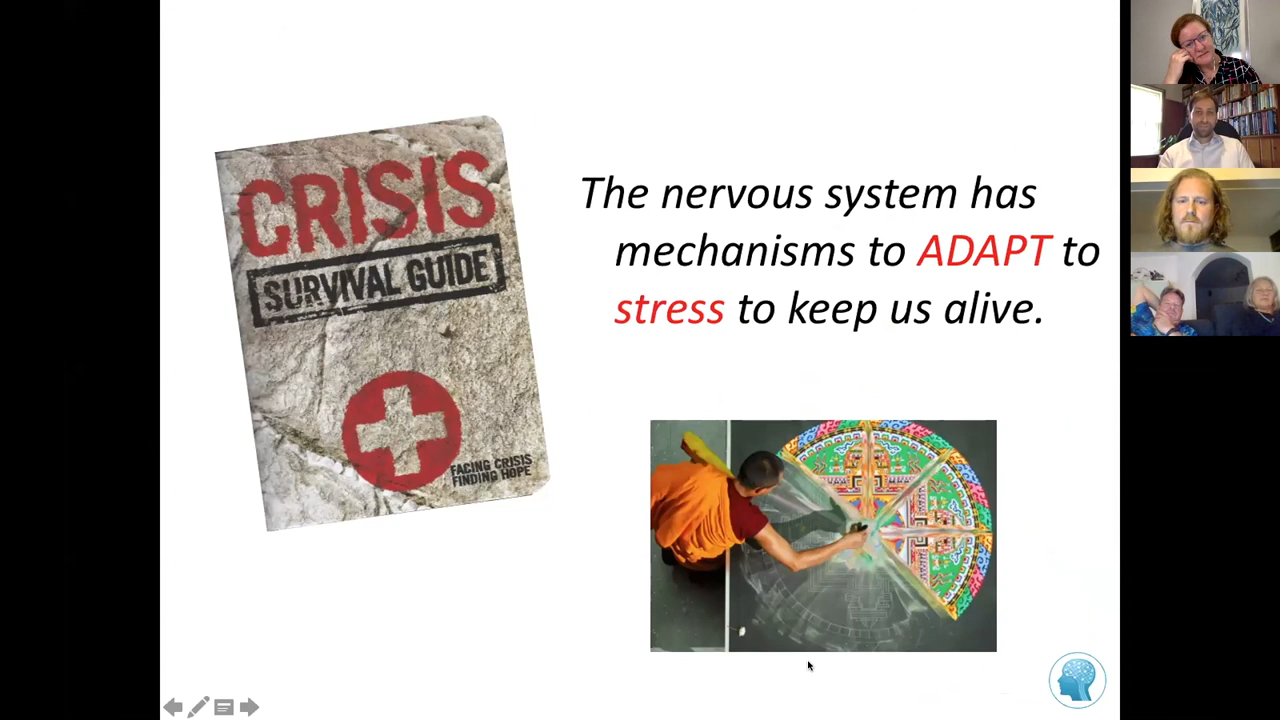 CRISIS
SURVIVAL GUIDE
FACING CRISIS
FINDING HOPE
The nervous system has
mechanisms to ADAPT to
stress to keep us alive.